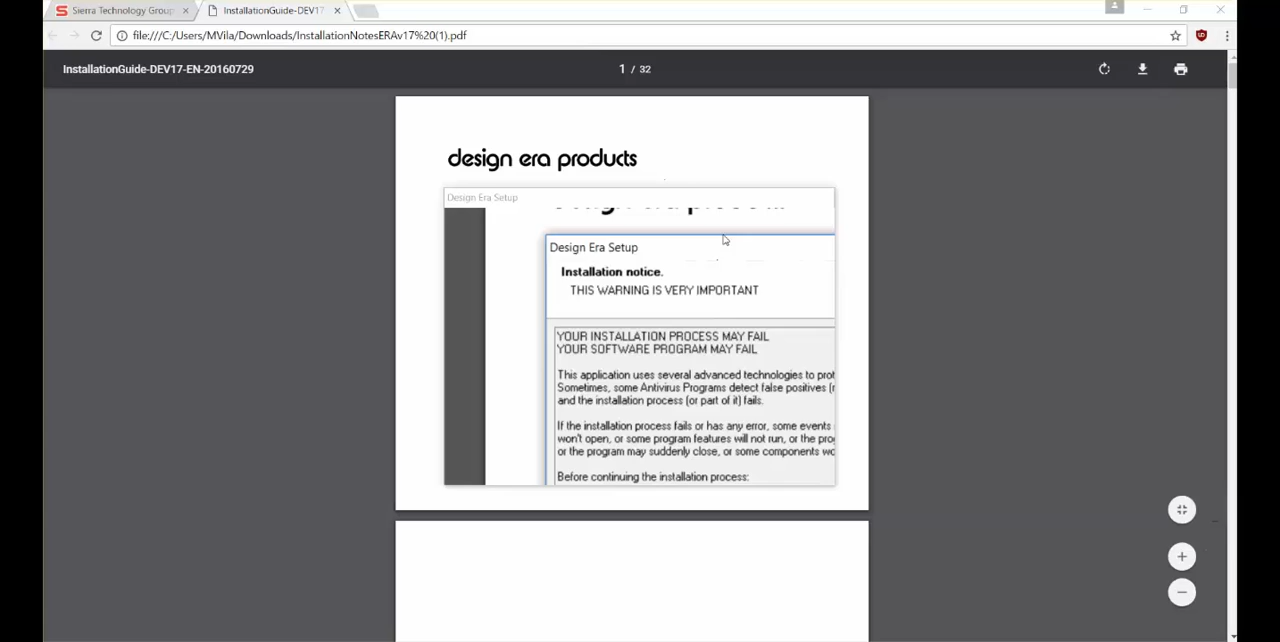 Sierra Technology Group
InstallationGuide-DEV17
file:///C:/Users/MVila/Downloads/InstallationNotesERAv17%20(1).pdf
InstallationGuide-DEV17-EN-20160729
1 / 32
design era products
Design Era Setup
Design Era Setup
Installation notice.
THIS WARNING IS VERY IMPORTANT
YOUR INSTALLATION PROCESS MAY FAIL
YOUR SOFTWARE PROGRAM MAY FAIL
This application uses several advanced technologies to prot
Sometimes, some Antivirus Programs detect false positives (
and the installation process (or part of it) fails.
If the installation process fails or has any error, some events
won't open, or some program features will not run, or the pro
or the program may suddenly close, or some components wo
Before continuing the installation process: